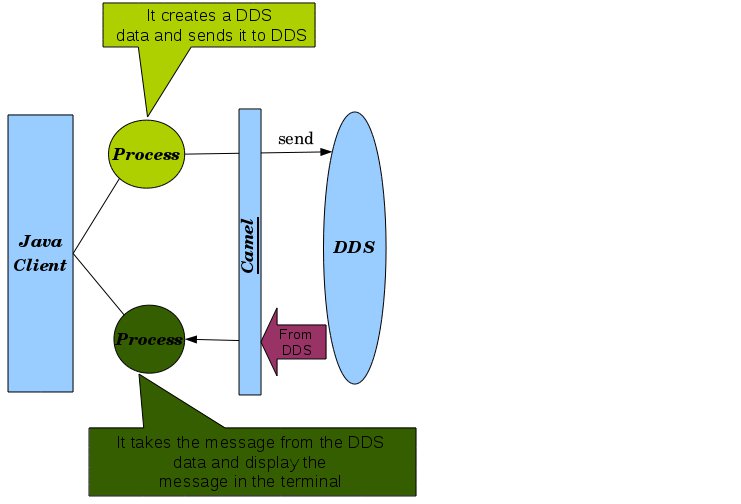 It creates a DDS
data and sends it to DDS
send
Process
Java
Client
Camel
DDS
From
DDS
Process
It takes the message from the DDS
data and display the
message in the terminal